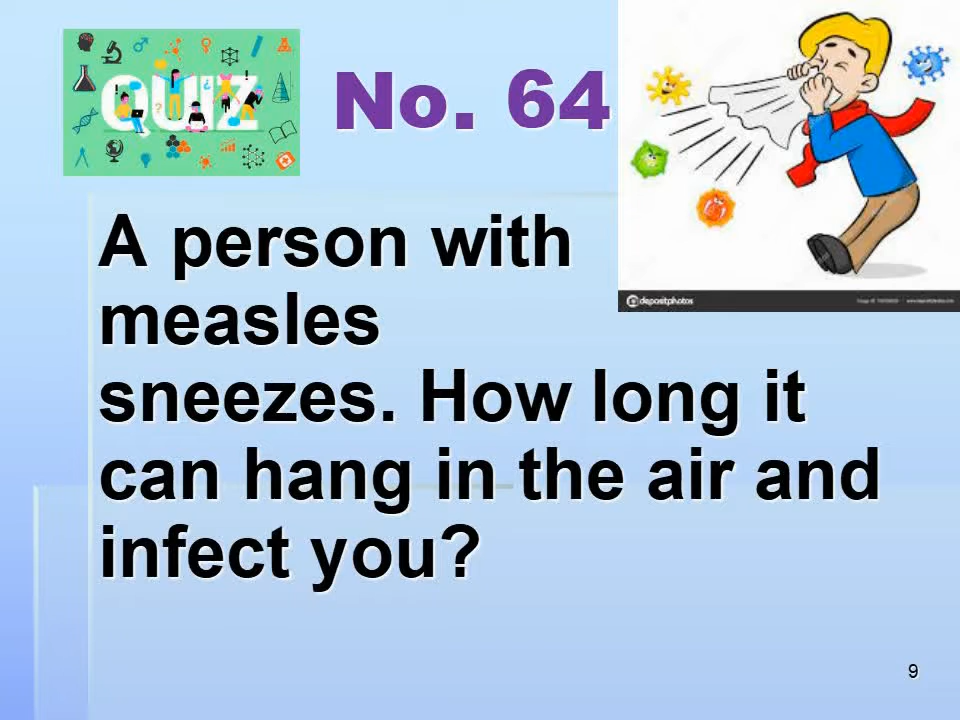 QUIZ
No. 64
A person with
measles
sneezes. How long it
can hang in the air and
infect you?
depositphotos
9